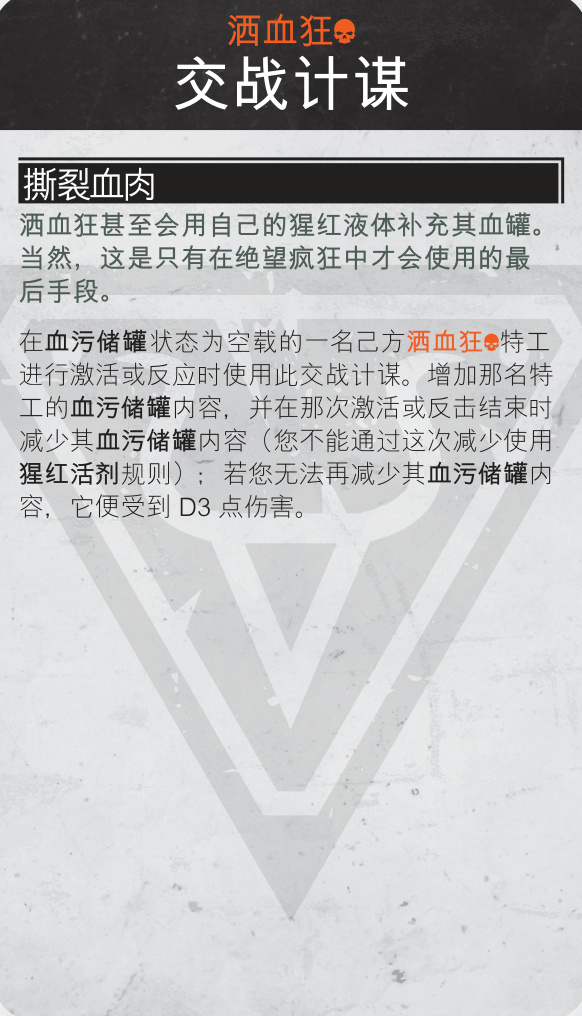 洒血狂
交战计谋
撕裂血肉
洒血狂甚至会用自己的猩红液体补充其血罐。
当然，这是只有在绝望疯狂中才会使用的最
后手段。
在血污储罐状态为空载的一名己方洒血狂特工
进行激活或反应时使用此交战计谋。增加那名特
工的血污储罐内容，并在那次激活或反击结束时
减少其血污储罐内容（您不能通过这次减少使用
猩红活剂规则）；若您无法再减少其血污储罐内
容，它便受到 D3 点伤害。